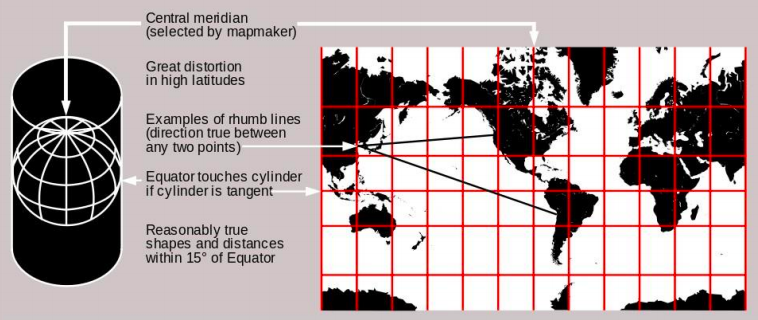 Central meridian
(selected by mapmaker)
Great distortion
in high latitudes
Examples of rhumb lines
(direction true between
any two points)
Equator touches cylinder
if cylinder is tangent
Reasonably true
shapes and distances
within 15° of Equator